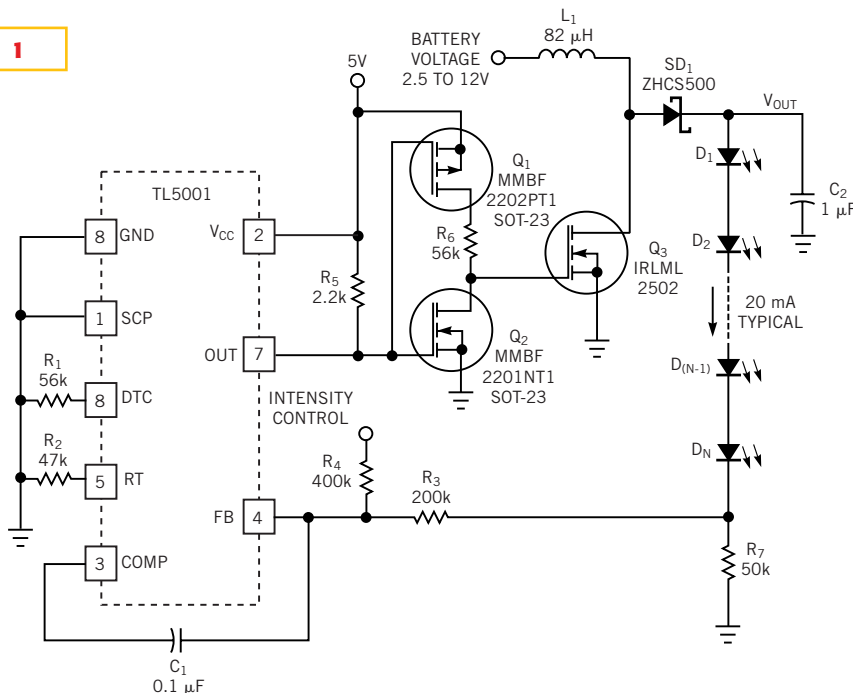 1
BATTERY
VOLTAGE
2.5 TO 12V
L1
82 µH
5V
SD1
ZHCS500
VOUT
D1
C2
1 µF
Q1
MMBF
2202PT1
SOT-23
TL5001
8 GND
VCC 2
R6
56k
D2
Q3
IRLML
2502
R5
2.2k
1 SCP
20 mA
TYPICAL
OUT 7
Q2
MMBF
2201NT1
SOT-23
R1
56k
8 DTC
D(N-1)
INTENSITY
CONTROL
R2
47k
5 RT
R4
400k
R3
200k
DN
FB 4
R7
50k
3 COMP
C1
0.1 µF